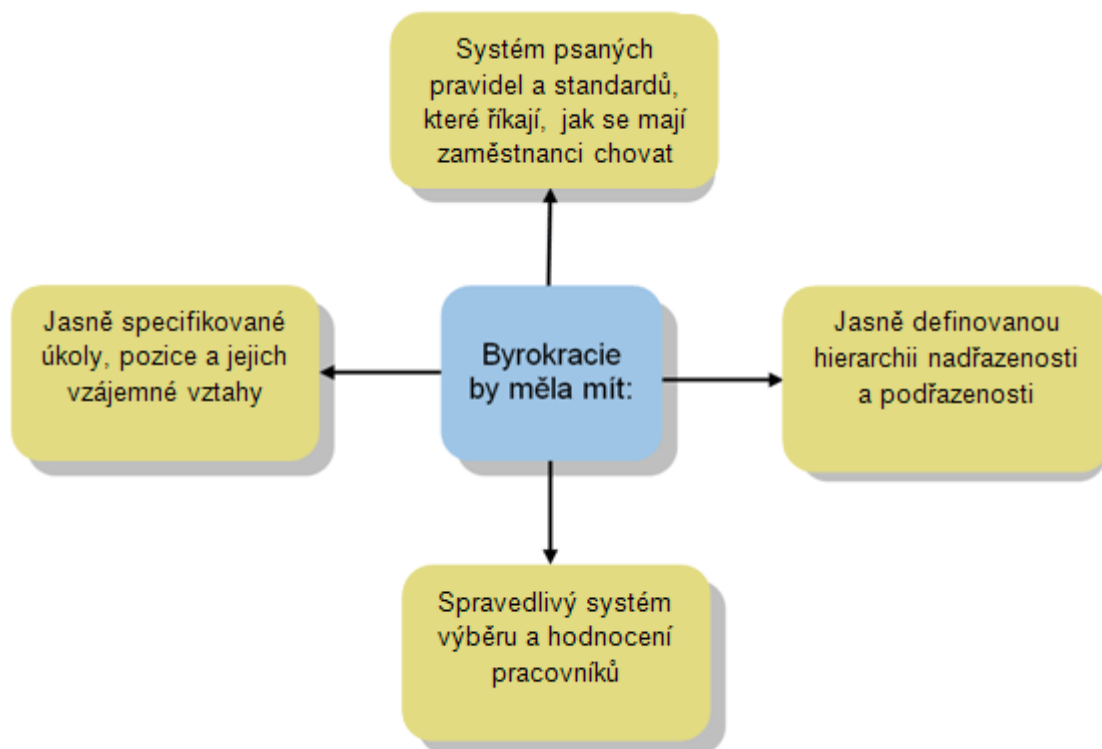 Systém psaných
pravidel a standardů,
které říkají, jak se mají
zaměstnanci chovat
Jasně specifikované
úkoly, pozice a jejich
vzájemné vztahy
Byrokracie
by měla mít:
Jasně definovanou
hierarchii nadřazenosti
a podřazenosti
Spravedlivý systém
výběru a hodnocení
pracovníků